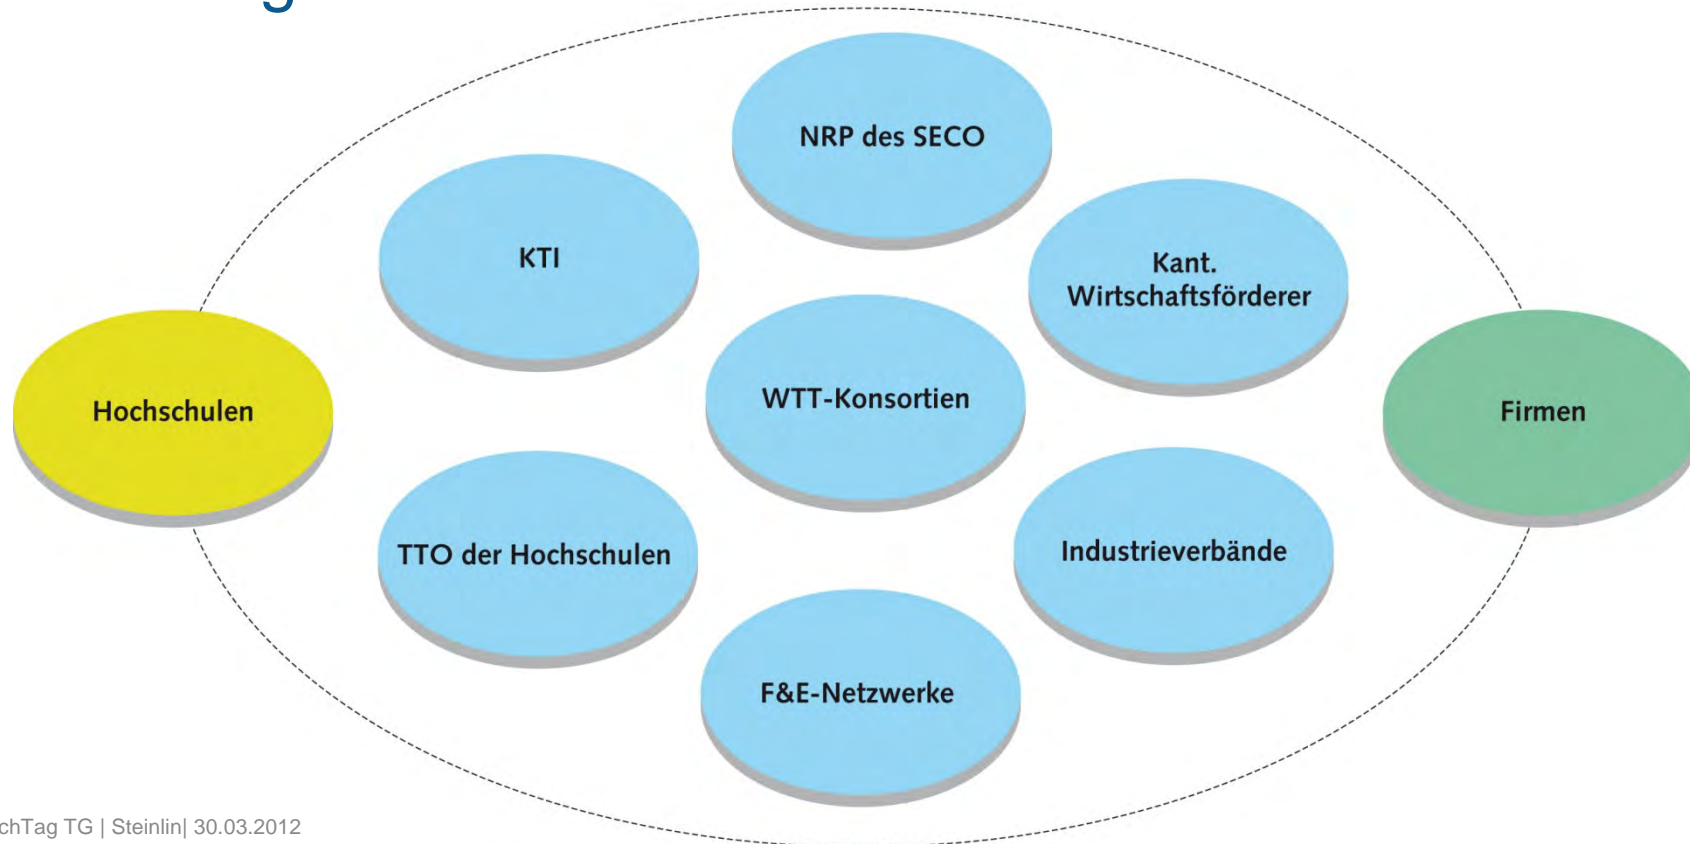 NRP des SECO
KTI
Kant.
Wirtschaftsförderer
Hochschulen
WTT-Konsortien
Firmen
TTO der Hochschulen
Industrieverbände
F&E-Netzwerke
TG | Steinlin| 30.03.2012